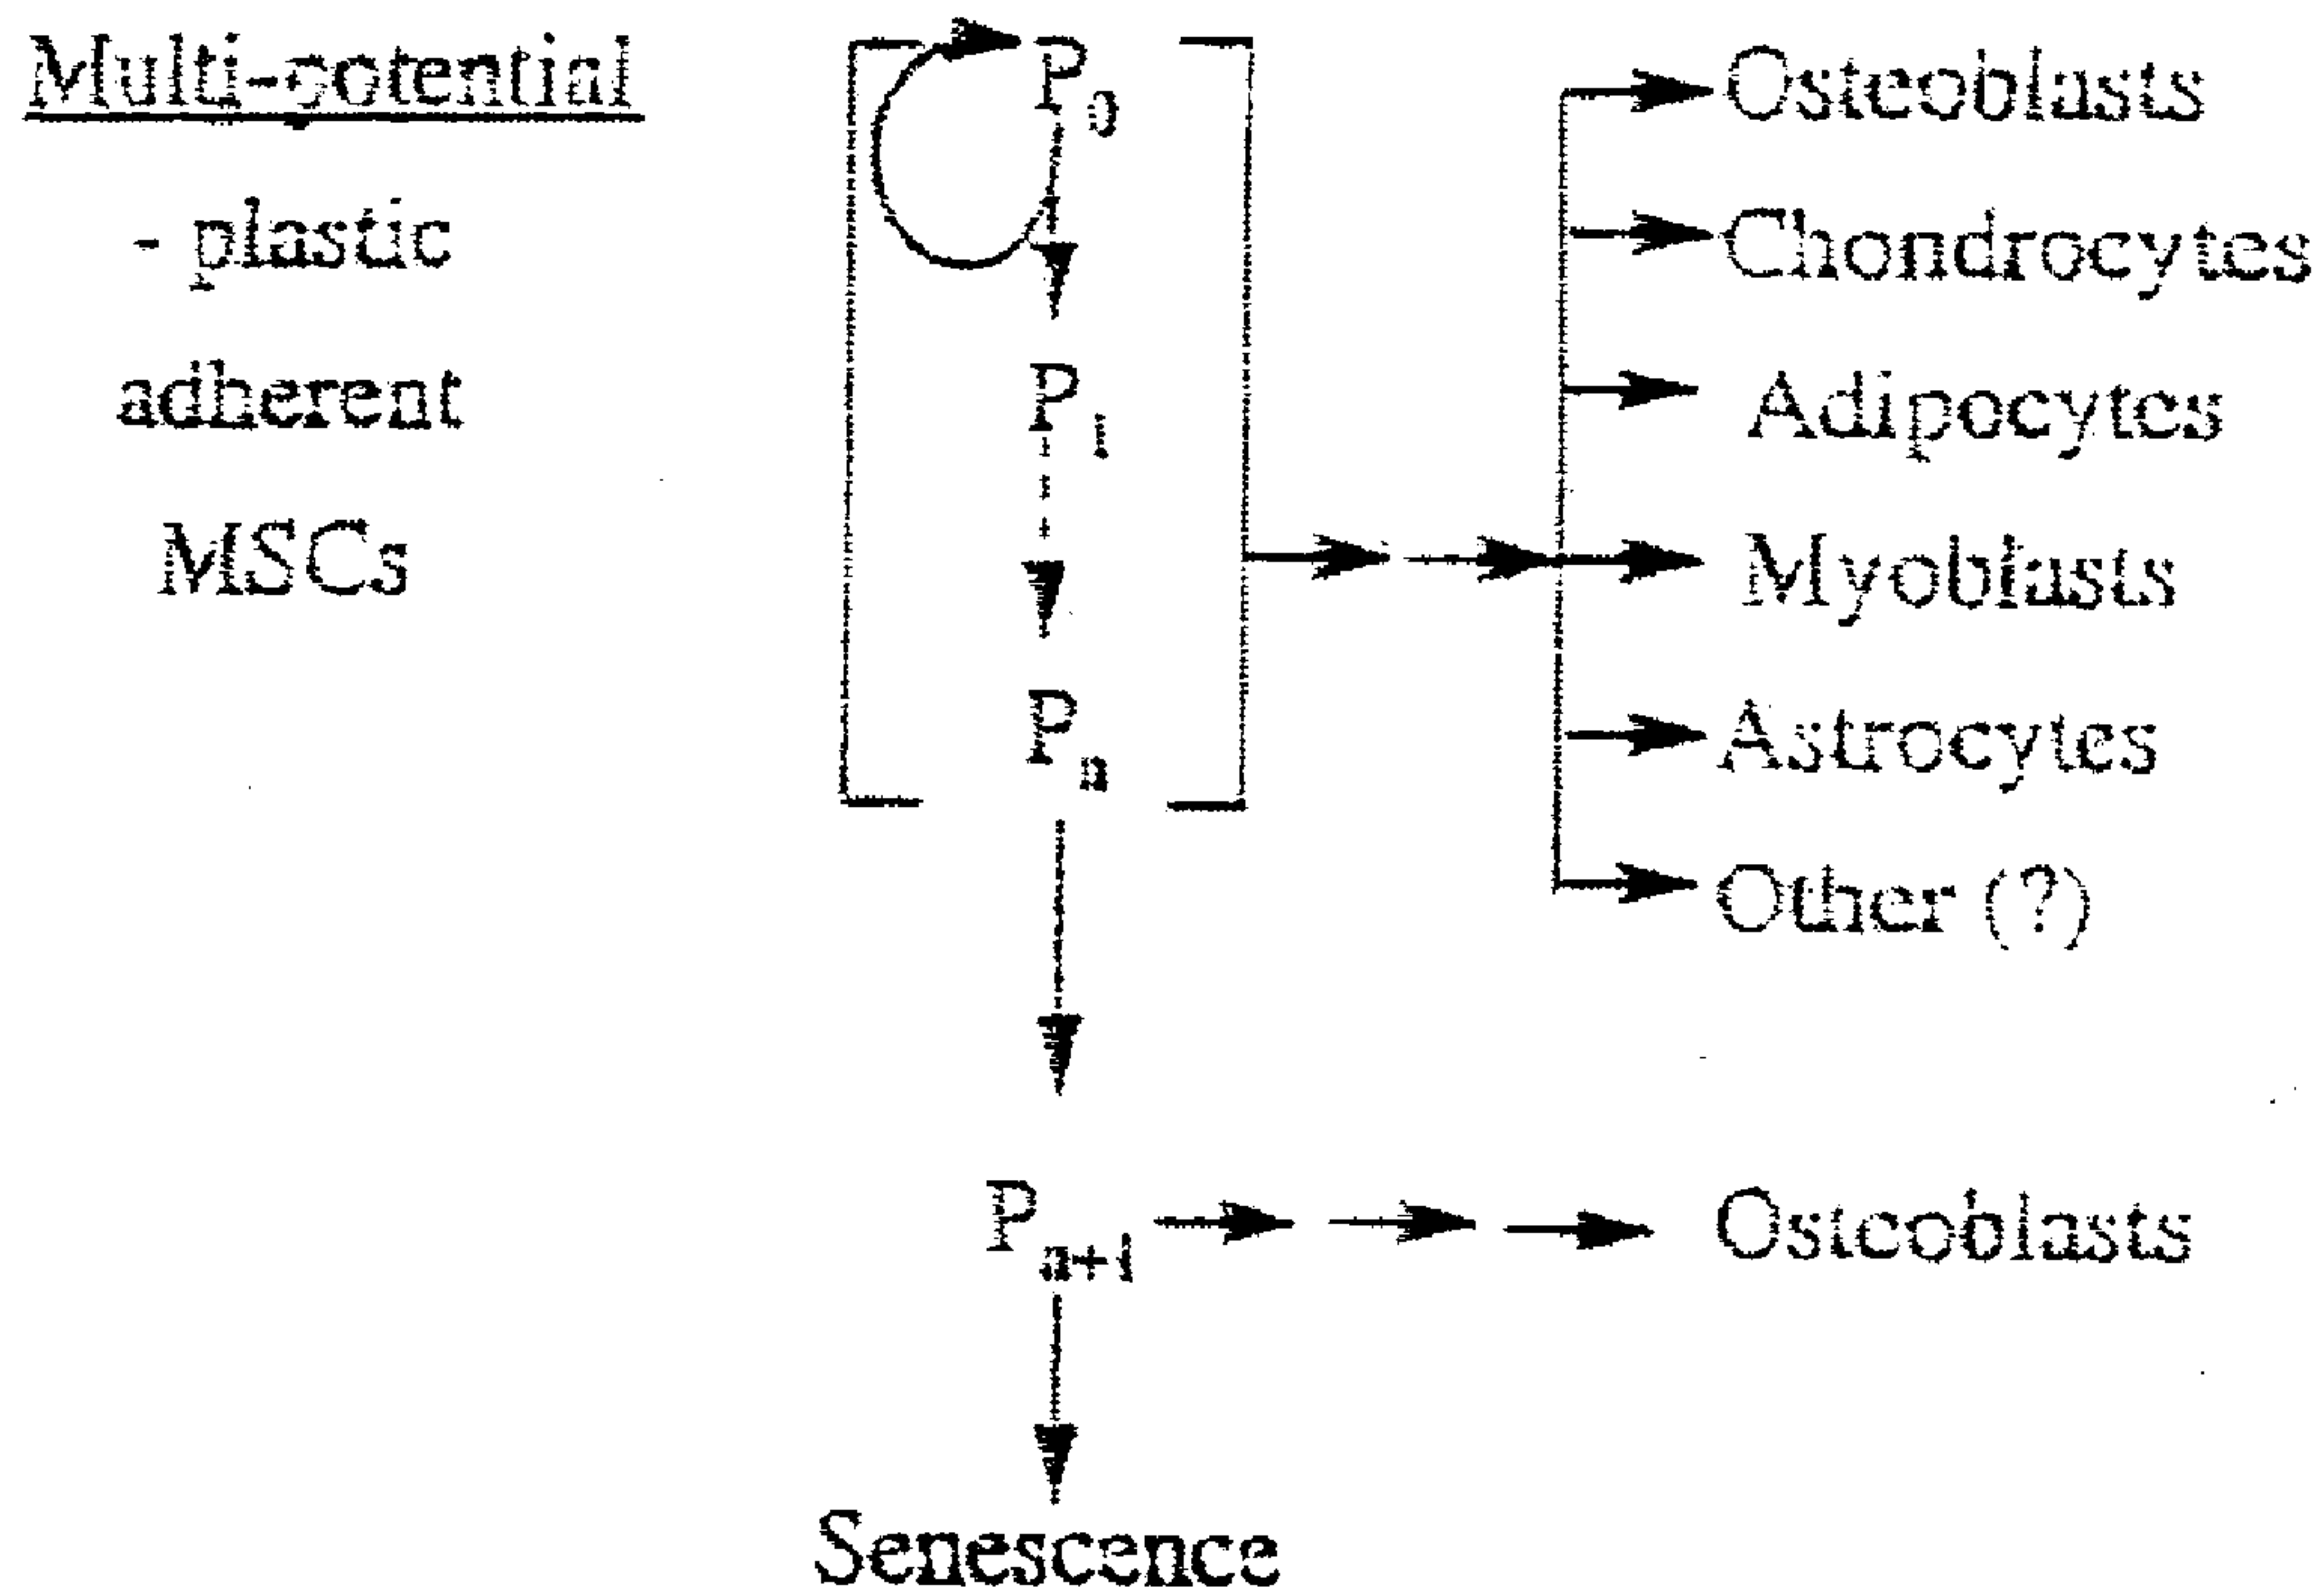 Multi-potential
- plastic
adherent
MSCs
P0
P1
Pn
Osteoblasts
Chondrocytes
Adipocytes
Myoblasts
Astrocytes
Other (?)
Pn+1
Osteoblasts
Senescence